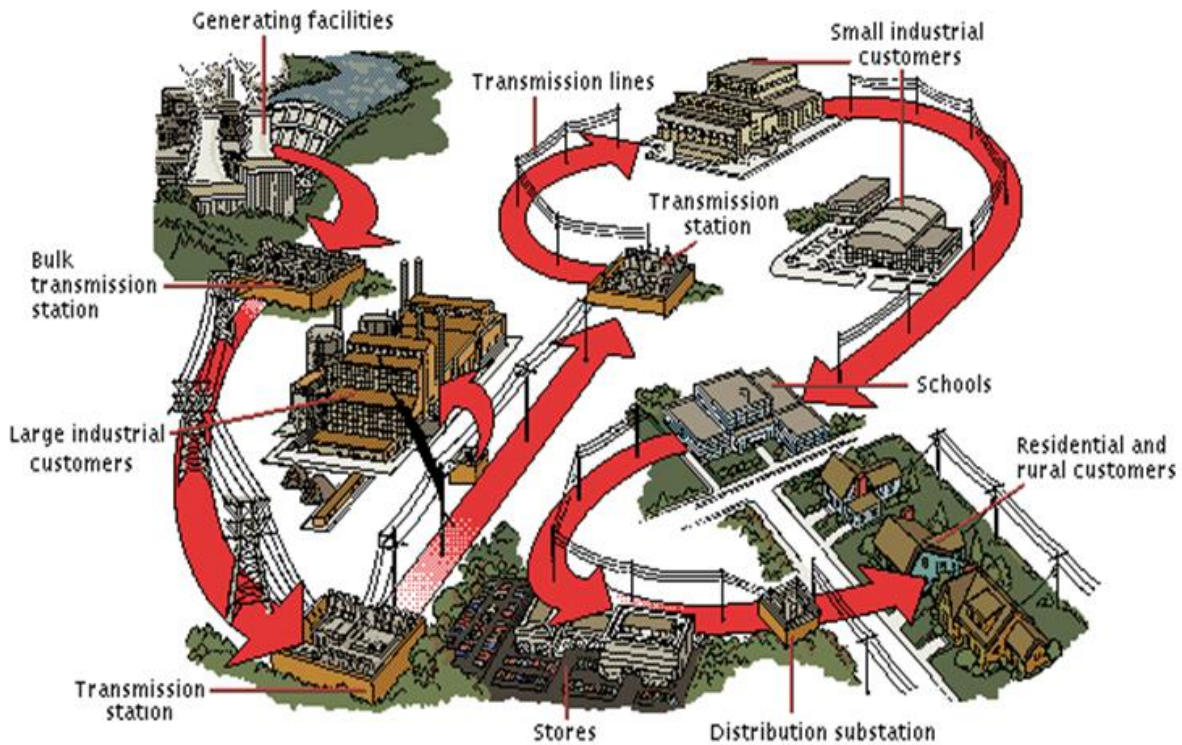 Generating facilities
Small industrial
customers
Transmission lines
Transmission
station
Bulk
transmission
station
Schools
Large industrial
customers
Residential and
rural customers
Transmission
station
Stores
Distribution substation